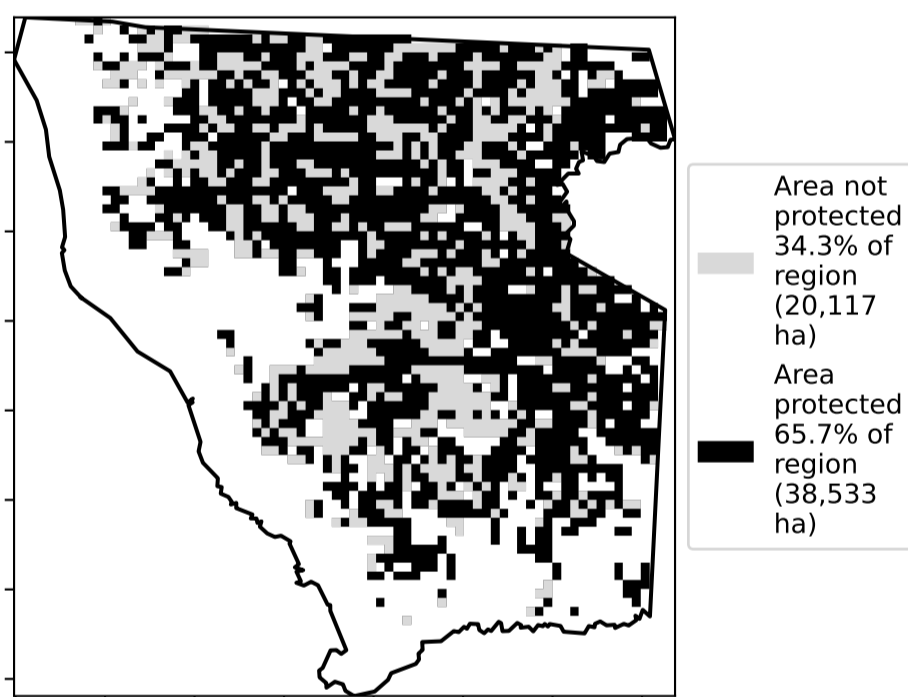 Area not
protected
34.3% of
region
(20,117
ha)
Area
protected
65.7% of
region
(38,533
ha)